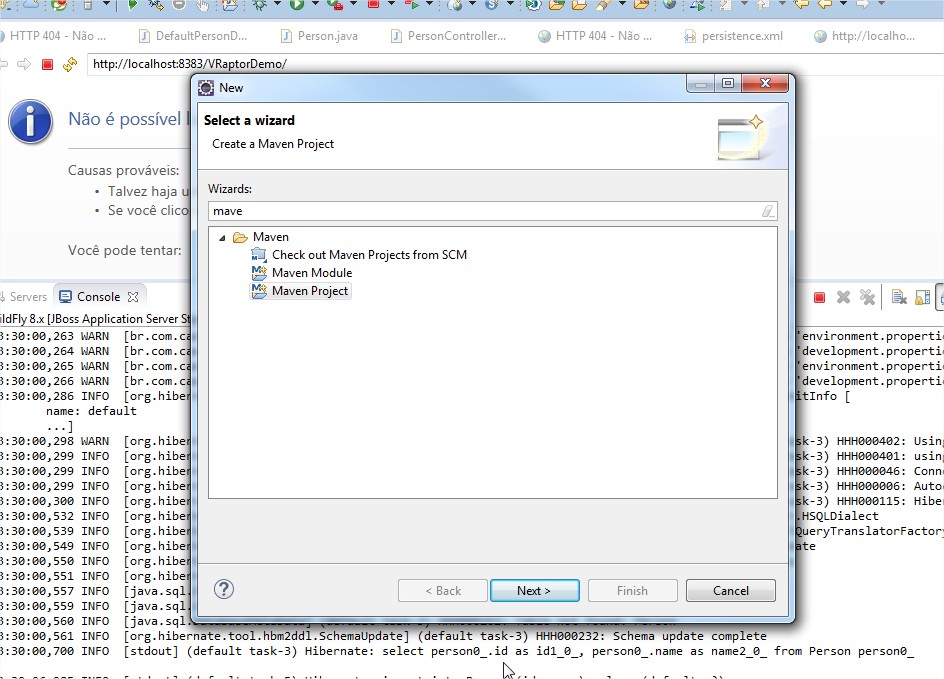 HTTP 404 - Não ...
DefaultPersonD...
Person.java
PersonController...
HTTP 404 - Não ...
persistence.xml
http://localho...
http://localhost:8383/VRaptorDemo/
New
Não é possível
Select a wizard
Create a Maven Project
Causas prováveis:
• Talvez haja u
• Se você clico
Você pode tentar:
Wizards:
mave
Maven
Check out Maven Projects from SCM
Maven Module
Maven Project
Servers
Console
ldFly 8.x [JBoss Application Server St
3:30:00,263 WARN [br.com.ca 'environment.properti
3:30:00,264 WARN [br.com.ca 'development.properti
3:30:00,265 WARN [br.com.ca 'environment.properti
3:30:00,266 WARN [br.com.ca 'development.properti
3:30:00,286 INFO [org.hiber itInfo [
name: default
...]
3:30:00,298 WARN [org.hiber sk-3) HHH000402: Using
3:30:00,299 INFO [org.hiber sk-3) HHH000401: using
3:30:00,299 INFO [org.hiber sk-3) HHH000046: Conn
3:30:00,299 INFO [org.hiber sk-3) HHH000006: Auto
3:30:00,300 INFO [org.hiber sk-3) HHH000115: Hiber
3:30:00,532 INFO [org.hiber .HSQLDialect
3:30:00,539 INFO [org.hiber QueryTranslatorFactory
3:30:00,549 INFO [org.hiber ate
3:30:00,550 INFO [org.hiber
3:30:00,551 INFO [org.hiber
3:30:00,557 INFO [java.sql.
3:30:00,559 INFO [java.sql.
3:30:00,560 INFO [java.sql.
3:30:00,561 INFO [org.hibernate.tool.hbm2ddl.SchemaUpdate] (default task-3) HHH000232: Schema update complete
3:30:00,700 INFO [stdout] (default task-3) Hibernate: select person0_.id as id1_0_, person0_.name as name2_0_ from Person person0_
< Back
Next >
Finish
Cancel